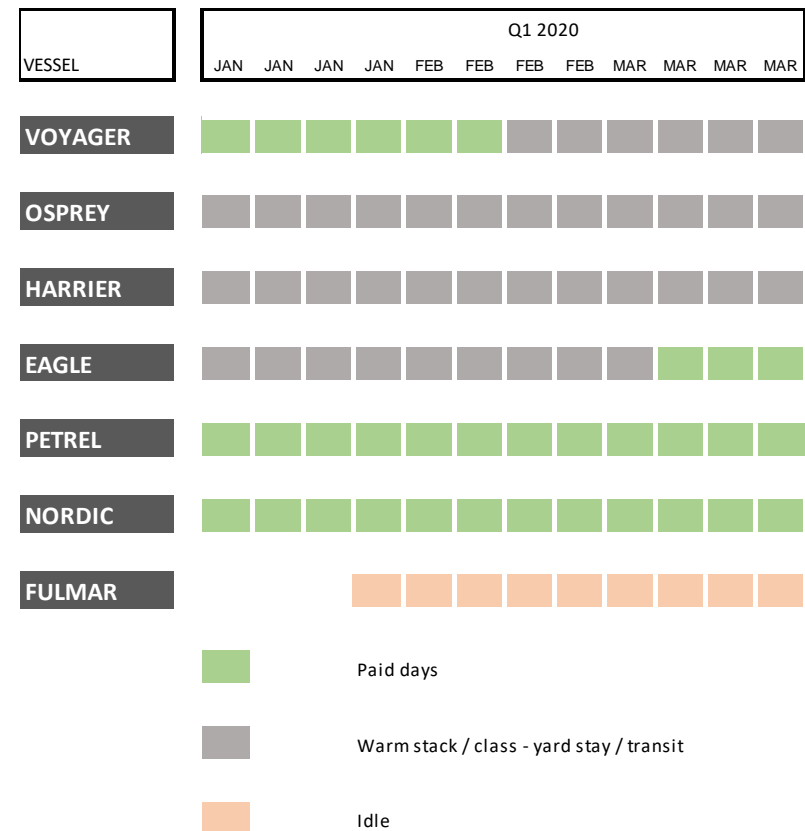 Q1 2020
VESSEL JAN JAN JAN JAN FEB FEB FEB FEB MAR MAR MAR MAR
VOYAGER
OSPREY
HARRIER
EAGLE
PETREL
NORDIC
FULMAR
Paid days
Warm stack / class - yard stay / transit
Idle